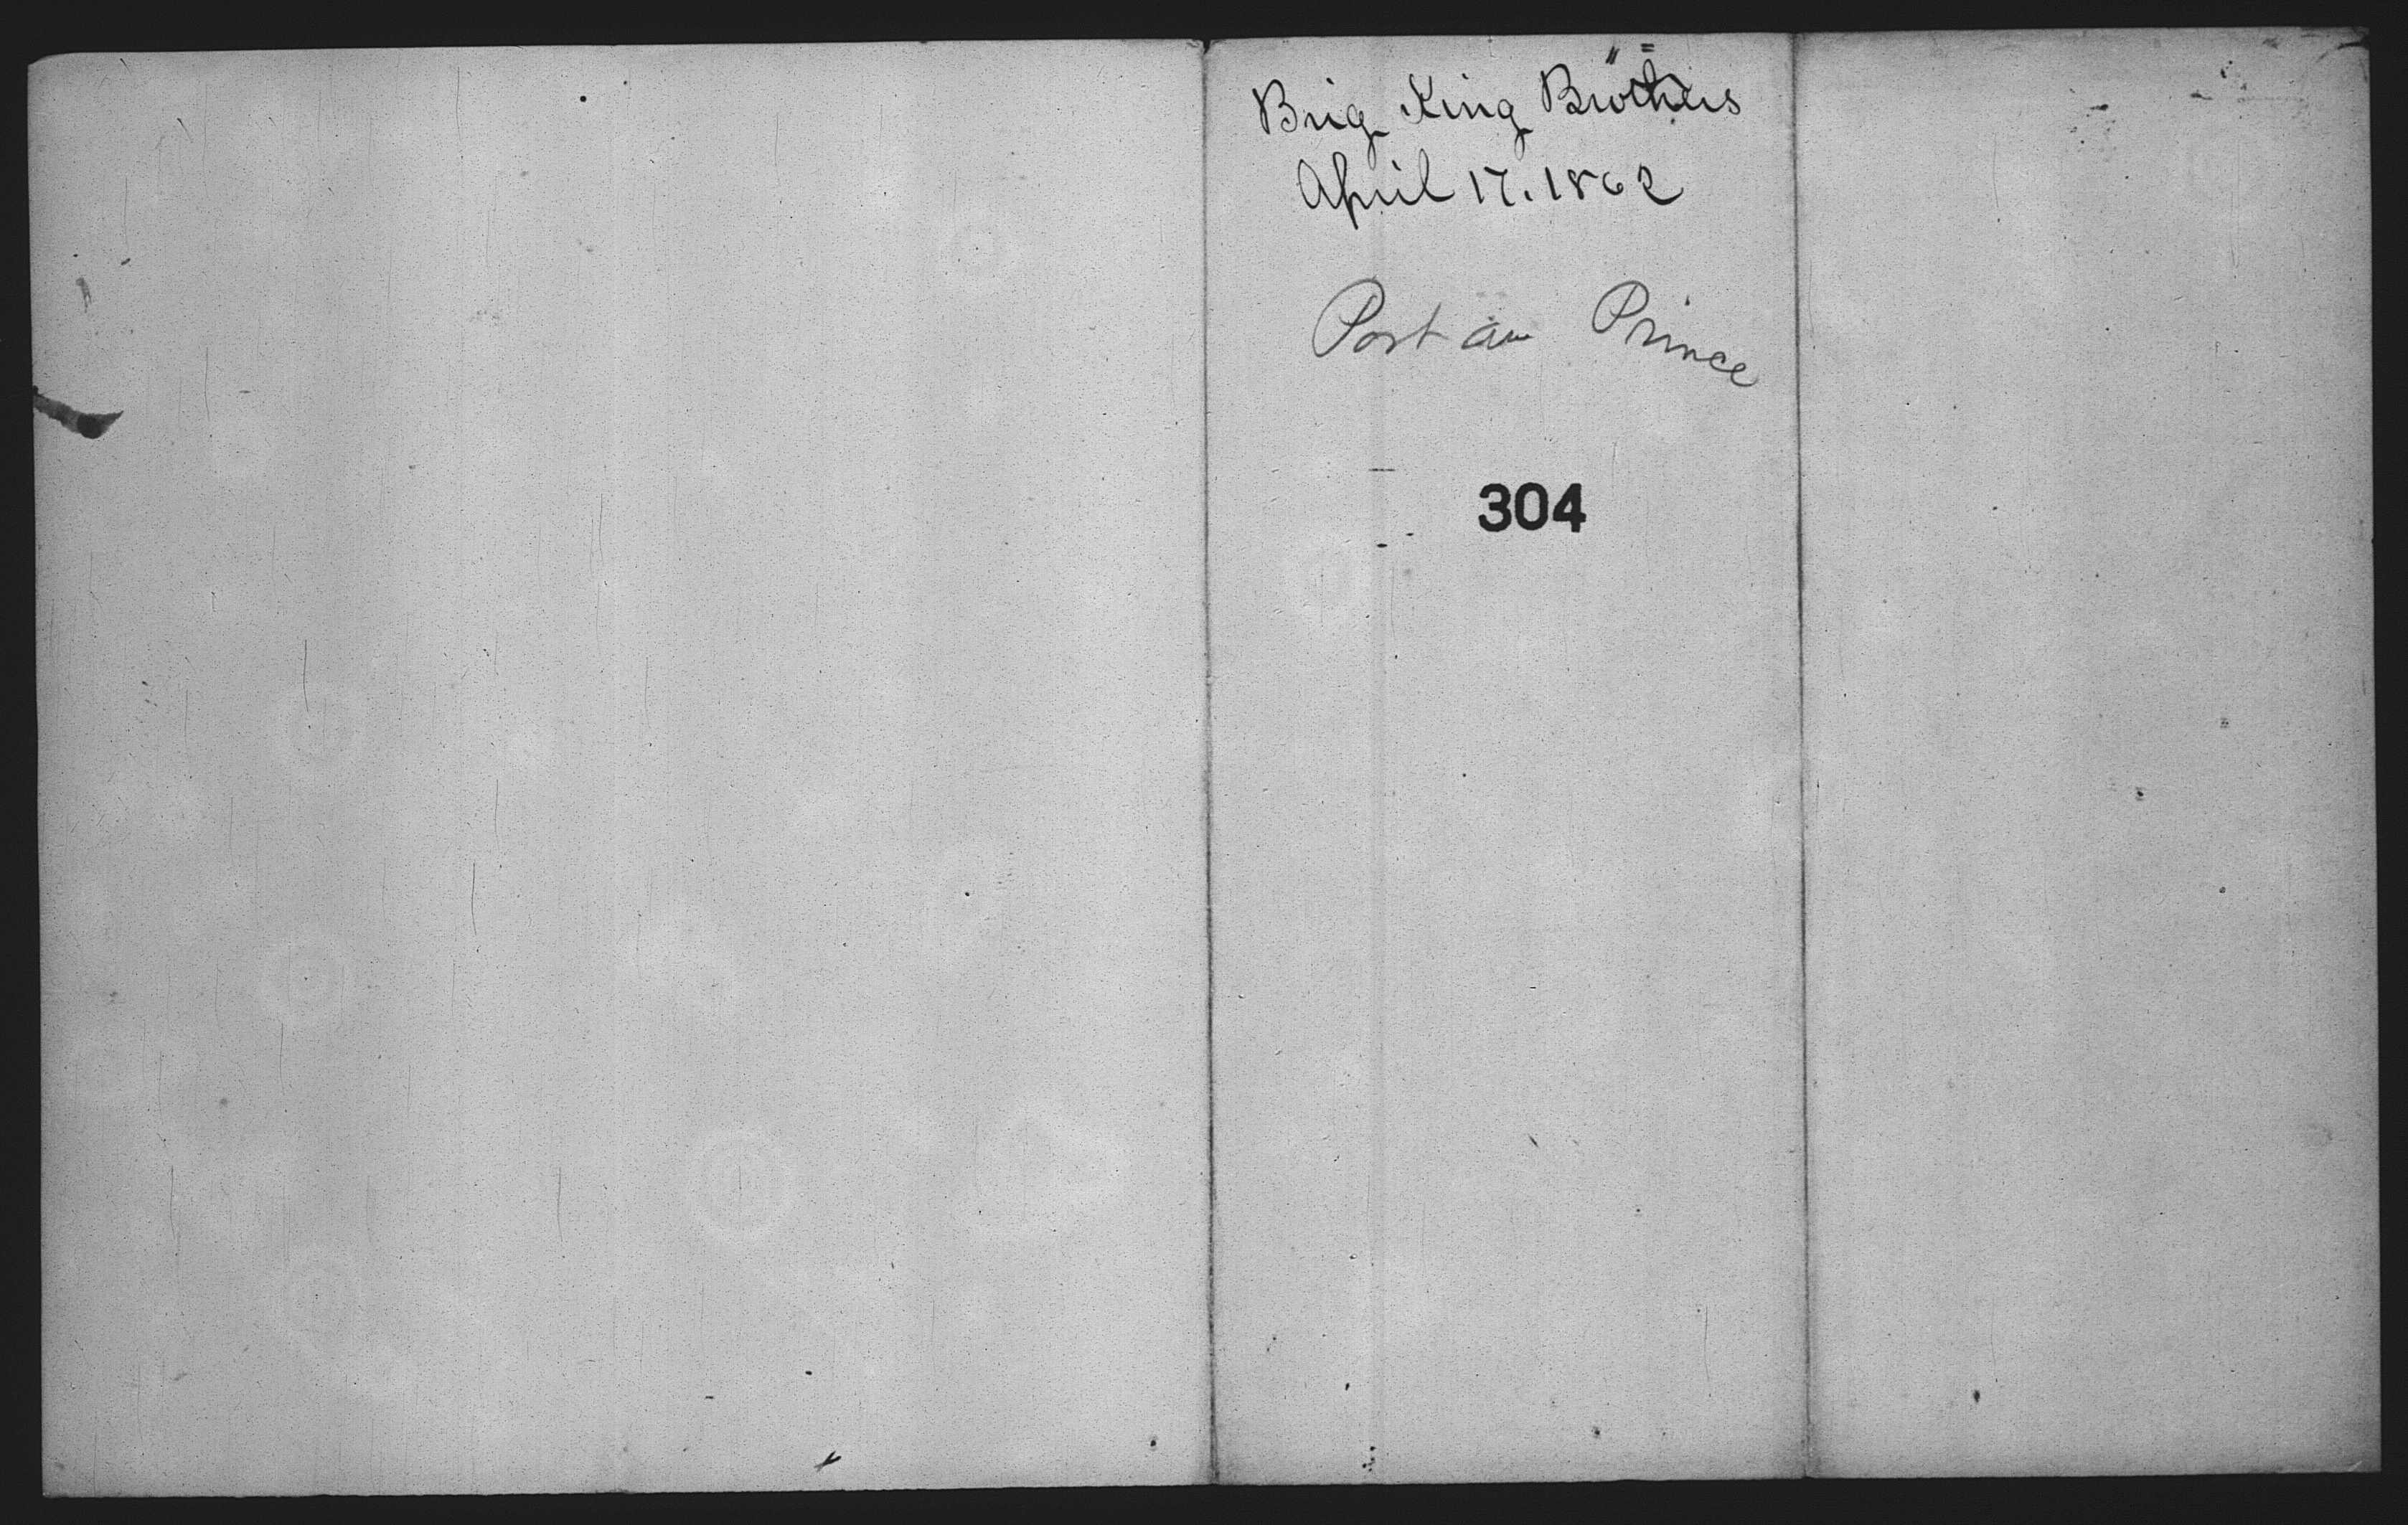 Brig King Brothers
April 17. 1862
Port au Prince
304